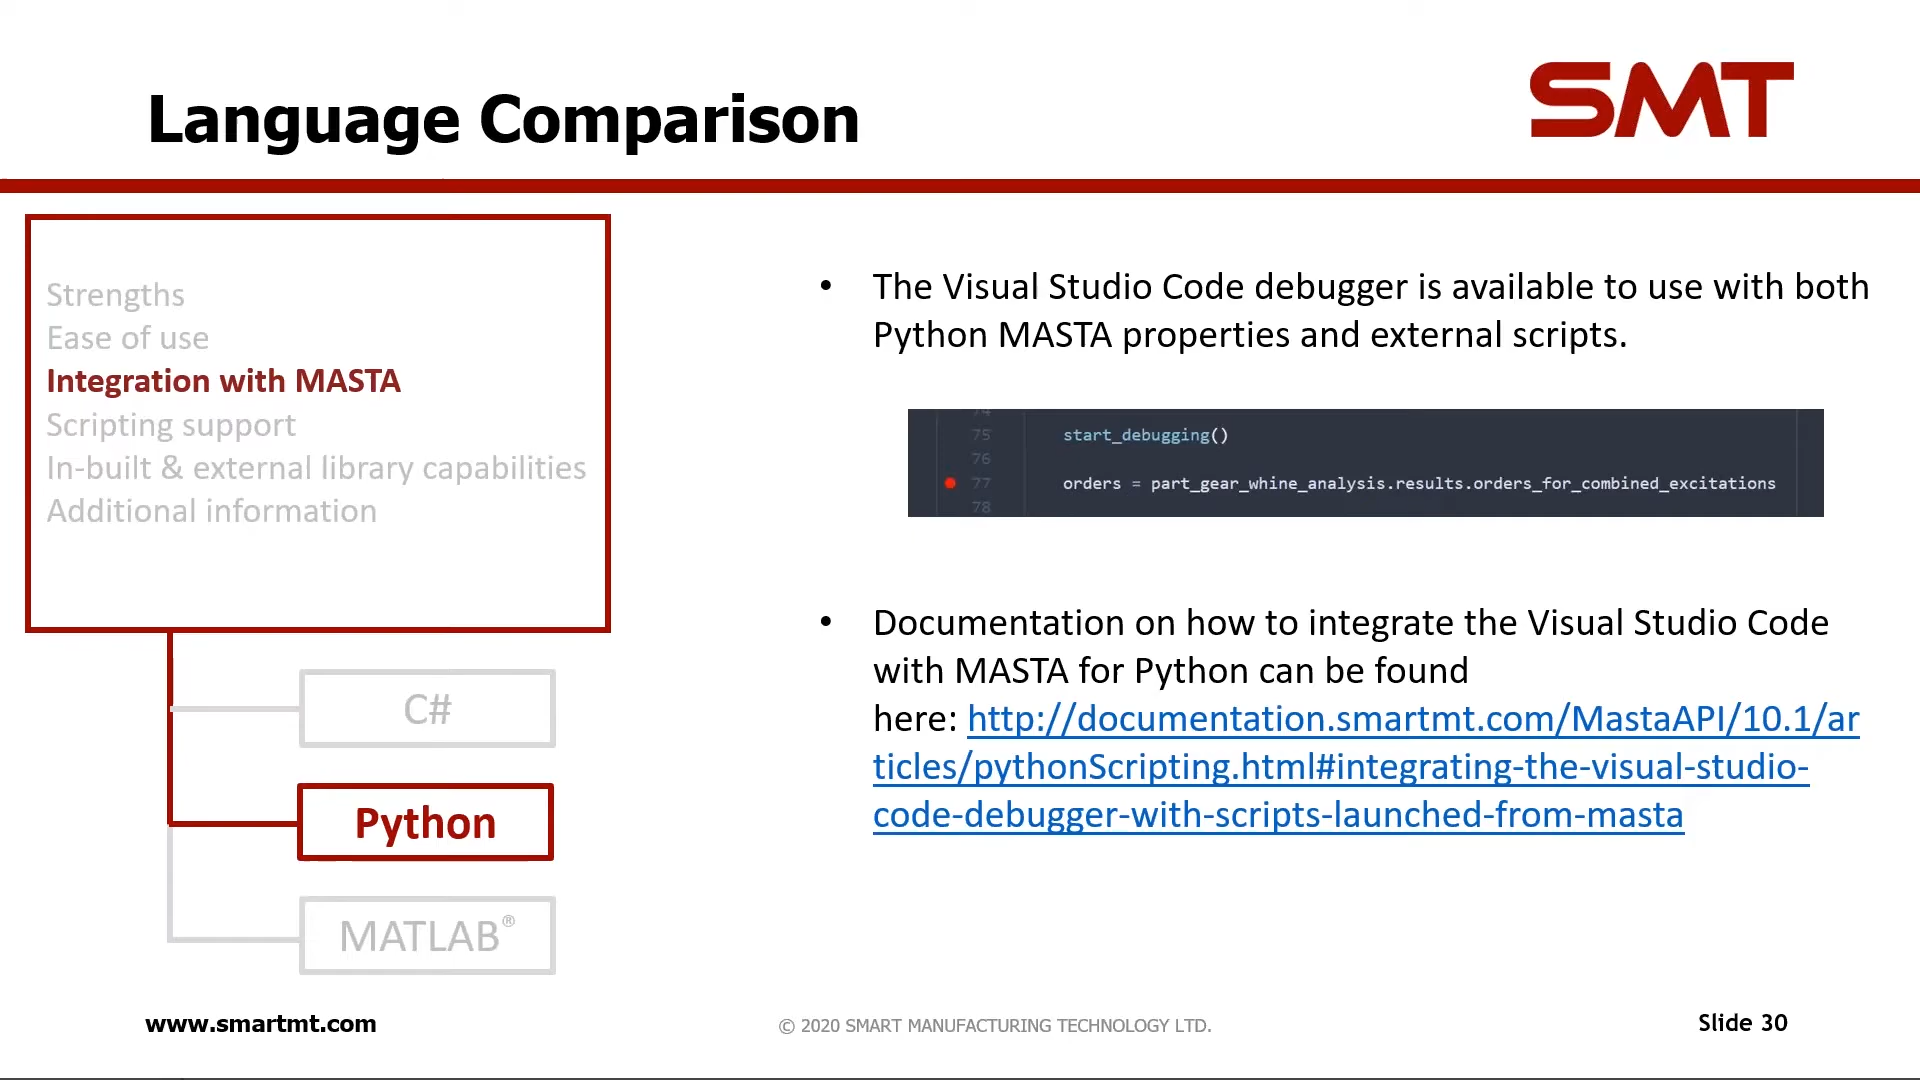 Language Comparison
SMT
Strengths
Ease of use
Integration with MASTA
Scripting support
In-built & external library capabilities
Additional information
C#
Python
MATLAB®
• The Visual Studio Code debugger is available to use with both
Python MASTA properties and external scripts.
74
75 start_debugging()
76
77 orders = part_gear_whine_analysis.results.orders_for_combined_excitations
78
• Documentation on how to integrate the Visual Studio Code
with MASTA for Python can be found
here: http://documentation.smartmt.com/MastaAPI/10.1/ar
ticles/pythonScripting.html#integrating-the-visual-studio-
code-debugger-with-scripts-launched-from-masta
www.smartmt.com
© 2020 SMART MANUFACTURING TECHNOLOGY LTD.
Slide 30